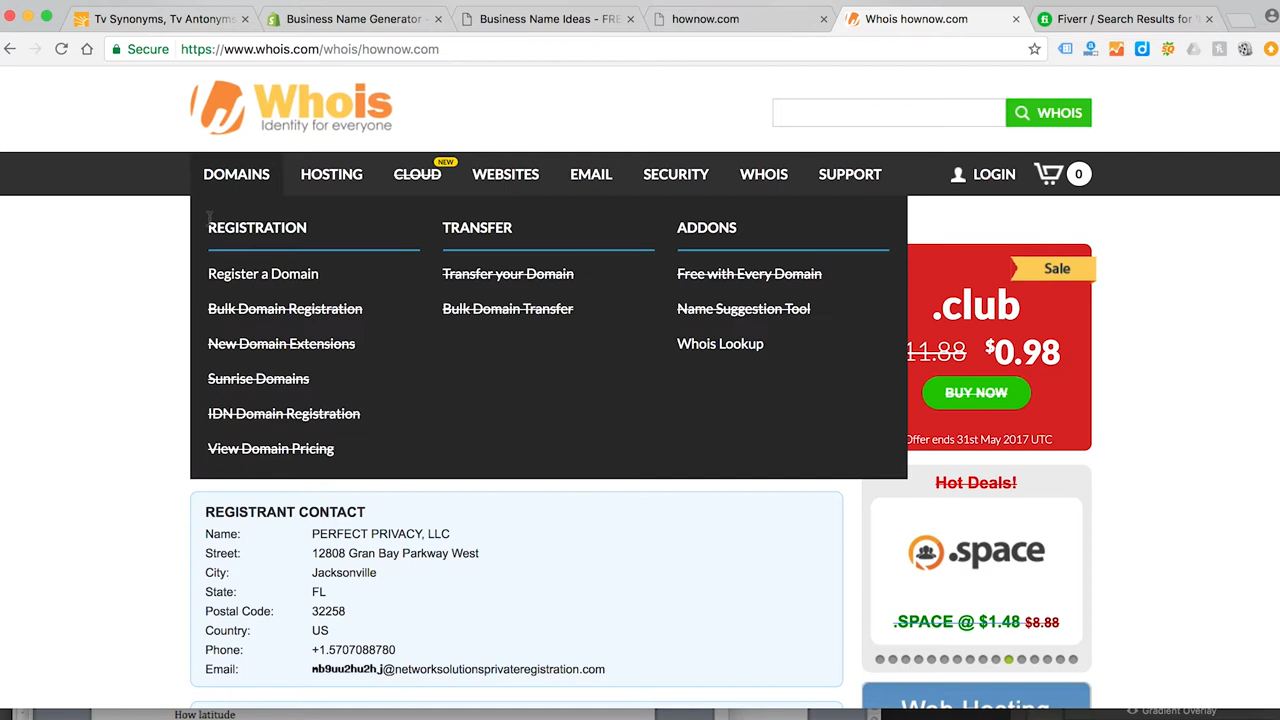 Tv Synonyms, Tv Antonyms
Business Name Generator -
Business Name Ideas - FRE
hownow.com
Whois hownow.com
Fiverr / Search Results for '
Secure
https://www.whois.com/whois/hownow.com
Whois
Identity for everyone
WHOIS
DOMAINS
HOSTING
CLOUD
NEW
WEBSITES
EMAIL
SECURITY
WHOIS
SUPPORT
LOGIN
0
REGISTRATION
Register a Domain
Bulk Domain Registration
New Domain Extensions
Sunrise Domains
IDN Domain Registration
View Domain Pricing
TRANSFER
Transfer your Domain
Bulk Domain Transfer
ADDONS
Free with Every Domain
Name Suggestion Tool
Whois Lookup
Sale
.club
11.88 $0.98
BUY NOW
Offer ends 31st May 2017 UTC
Hot Deals!
.space
.SPACE @ $1.48 $8.88
REGISTRANT CONTACT
Name: PERFECT PRIVACY, LLC
Street: 12808 Gran Bay Parkway West
City: Jacksonville
State: FL
Postal Code: 32258
Country: US
Phone: +1.5707088780
Email: nb9uu2hu2hj@networksolutionsprivateregistration.com
Web Hosting
How latitude
Gradient Overlay